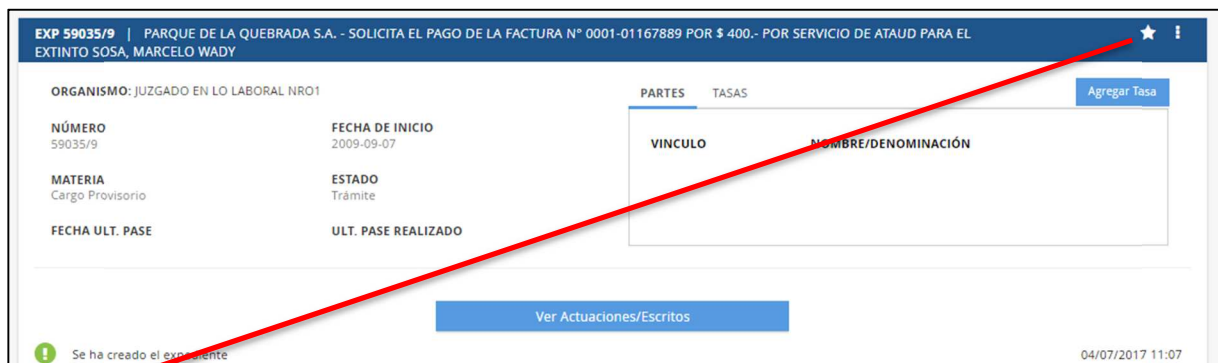 EXP 59035/9 | PARQUE DE LA QUEBRADA S.A. - SOLICITA EL PAGO DE LA FACTURA Nº 0001-01167889 POR $ 400.- POR SERVICIO DE ATAUD PARA EL
EXTINTO SOSA, MARCELO WADY
ORGANISMO: JUZGADO EN LO LABORAL NRO1
PARTES TASAS Agregar Tasa
NÚMERO FECHA DE INICIO
59035/9 2009-09-07
VINCULO NOMBRE/DENOMINACIÓN
MATERIA ESTADO
Cargo Provisorio Trámite
FECHA ULT. PASE ULT. PASE REALIZADO
Ver Actuaciones/Escritos
Se ha creado el expediente 04/07/2017 11:07